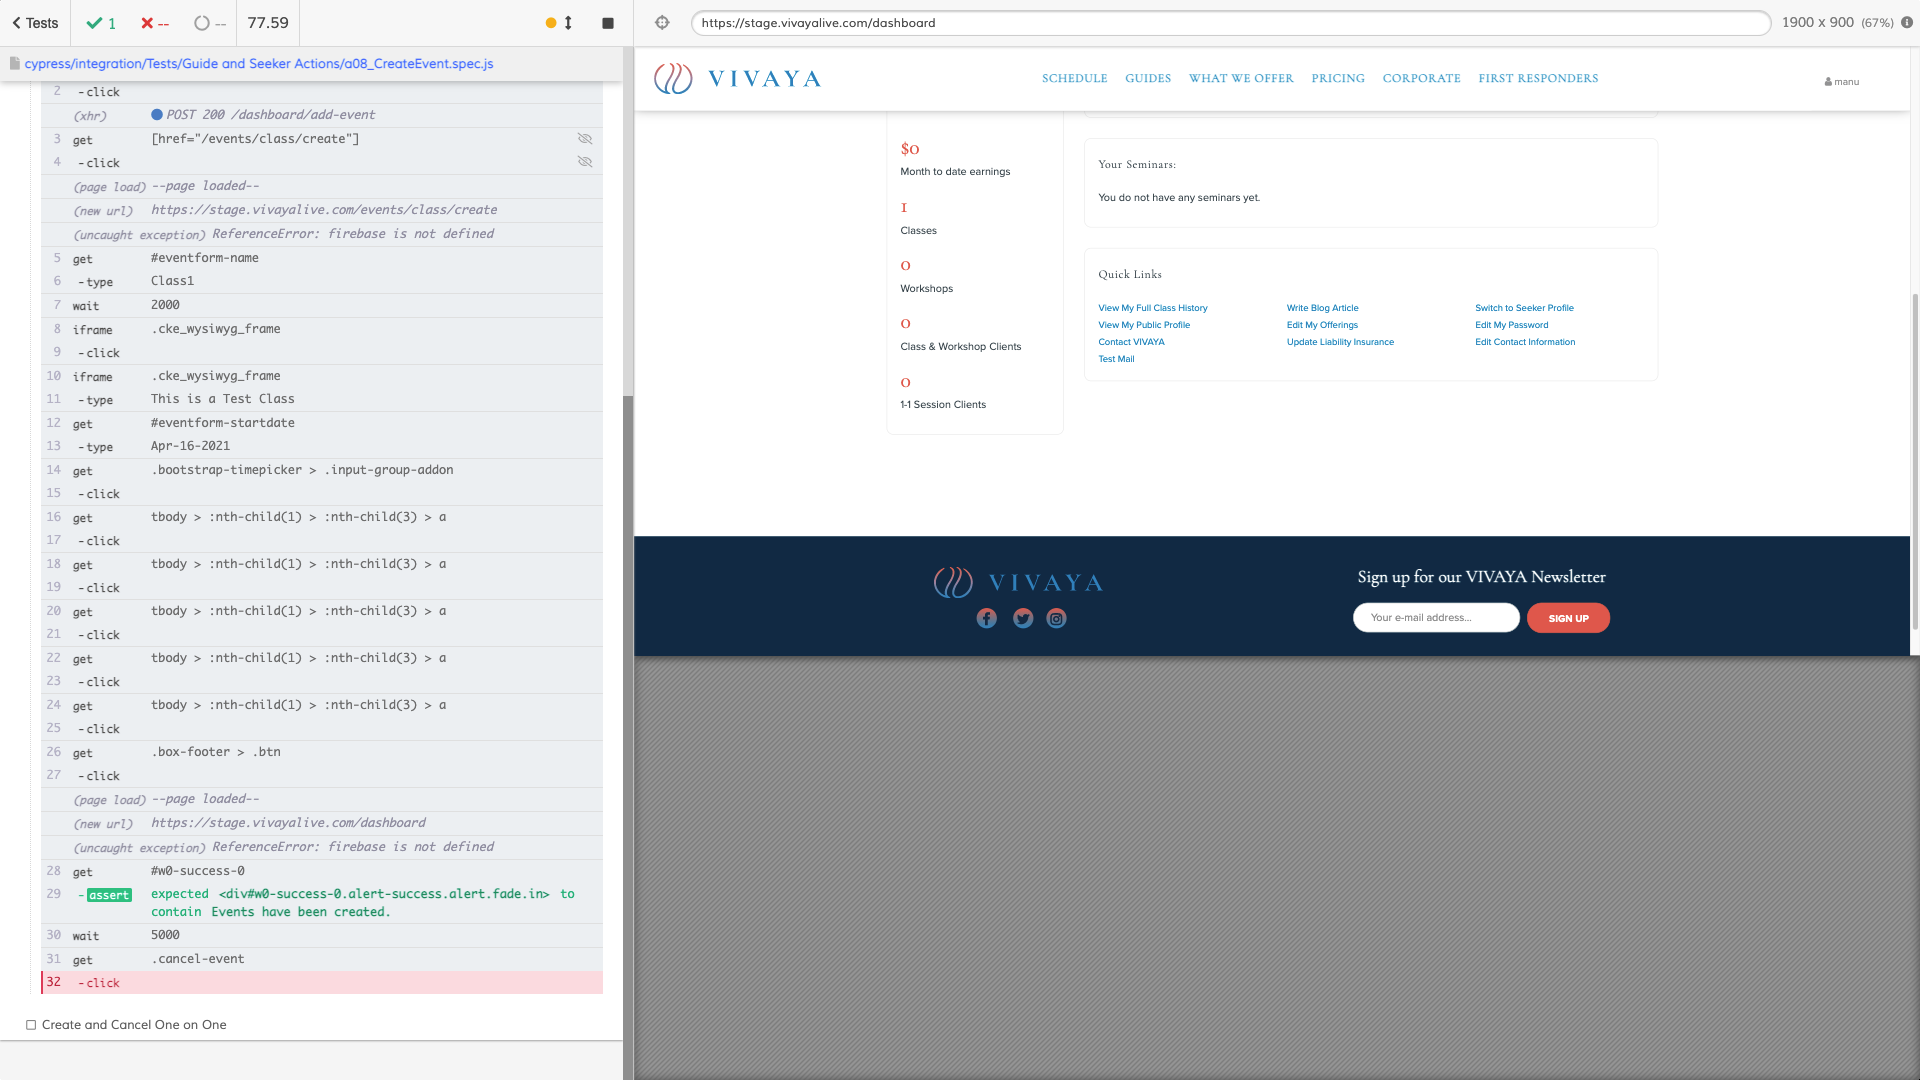 Tests
1
--
--
77.59
cypress/integration/Tests/Guide and Seeker Actions/a08_CreateEvent.spec.js
2 -click
(xhr) POST 200 /dashboard/add-event
3 get [href="/events/class/create"]
4 -click
(page load) --page loaded--
(new url) https://stage.vivayalive.com/events/class/create
(uncaught exception) ReferenceError: firebase is not defined
5 get #eventform-name
6 -type Class1
7 wait 2000
8 iframe .cke_wysiwyg_frame
9 -click
10 iframe .cke_wysiwyg_frame
11 -type This is a Test Class
12 get #eventform-startdate
13 -type Apr-16-2021
14 get .bootstrap-timepicker > .input-group-addon
15 -click
16 get tbody > :nth-child(1) > :nth-child(3) > a
17 -click
18 get tbody > :nth-child(1) > :nth-child(3) > a
19 -click
20 get tbody > :nth-child(1) > :nth-child(3) > a
21 -click
22 get tbody > :nth-child(1) > :nth-child(3) > a
23 -click
24 get tbody > :nth-child(1) > :nth-child(3) > a
25 -click
26 get .box-footer > .btn
27 -click
(page load) --page loaded--
(new url) https://stage.vivayalive.com/dashboard
(uncaught exception) ReferenceError: firebase is not defined
28 get #w0-success-0
29 -assert expected <div#w0-success-0.alert-success.alert.fade.in> to
contain Events have been created.
30 wait 5000
31 get .cancel-event
32 -click
Create and Cancel One on One
https://stage.vivayalive.com/dashboard
1900 x 900 (67%)
VIVAYA
SCHEDULE GUIDES WHAT WE OFFER PRICING CORPORATE FIRST RESPONDERS
manu
$0
Month to date earnings
1
Classes
0
Workshops
0
Class & Workshop Clients
0
1-1 Session Clients
Your Seminars:
You do not have any seminars yet.
Quick Links
View My Full Class History Write Blog Article Switch to Seeker Profile
View My Public Profile Edit My Offerings Edit My Password
Contact VIVAYA Update Liability Insurance Edit Contact Information
Test Mail
VIVAYA
Sign up for our VIVAYA Newsletter
Your e-mail address...
SIGN UP